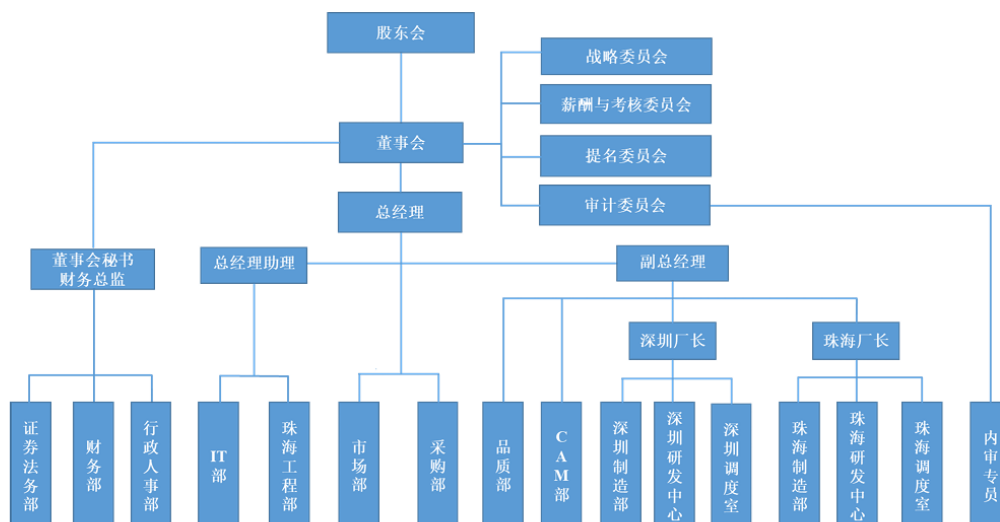 股东会
战略委员会
薪酬与考核委员会
董事会
提名委员会
总经理
审计委员会
董事会秘书
财务总监
总经理助理
副总经理
深圳厂长
珠海厂长
证券法务部
财务部
行政人事部
IT部
珠海工程部
市场部
采购部
品质部
CAM部
深圳制造部
深圳研发中心
深圳调度室
珠海制造部
珠海研发中心
珠海调度室
内审专员